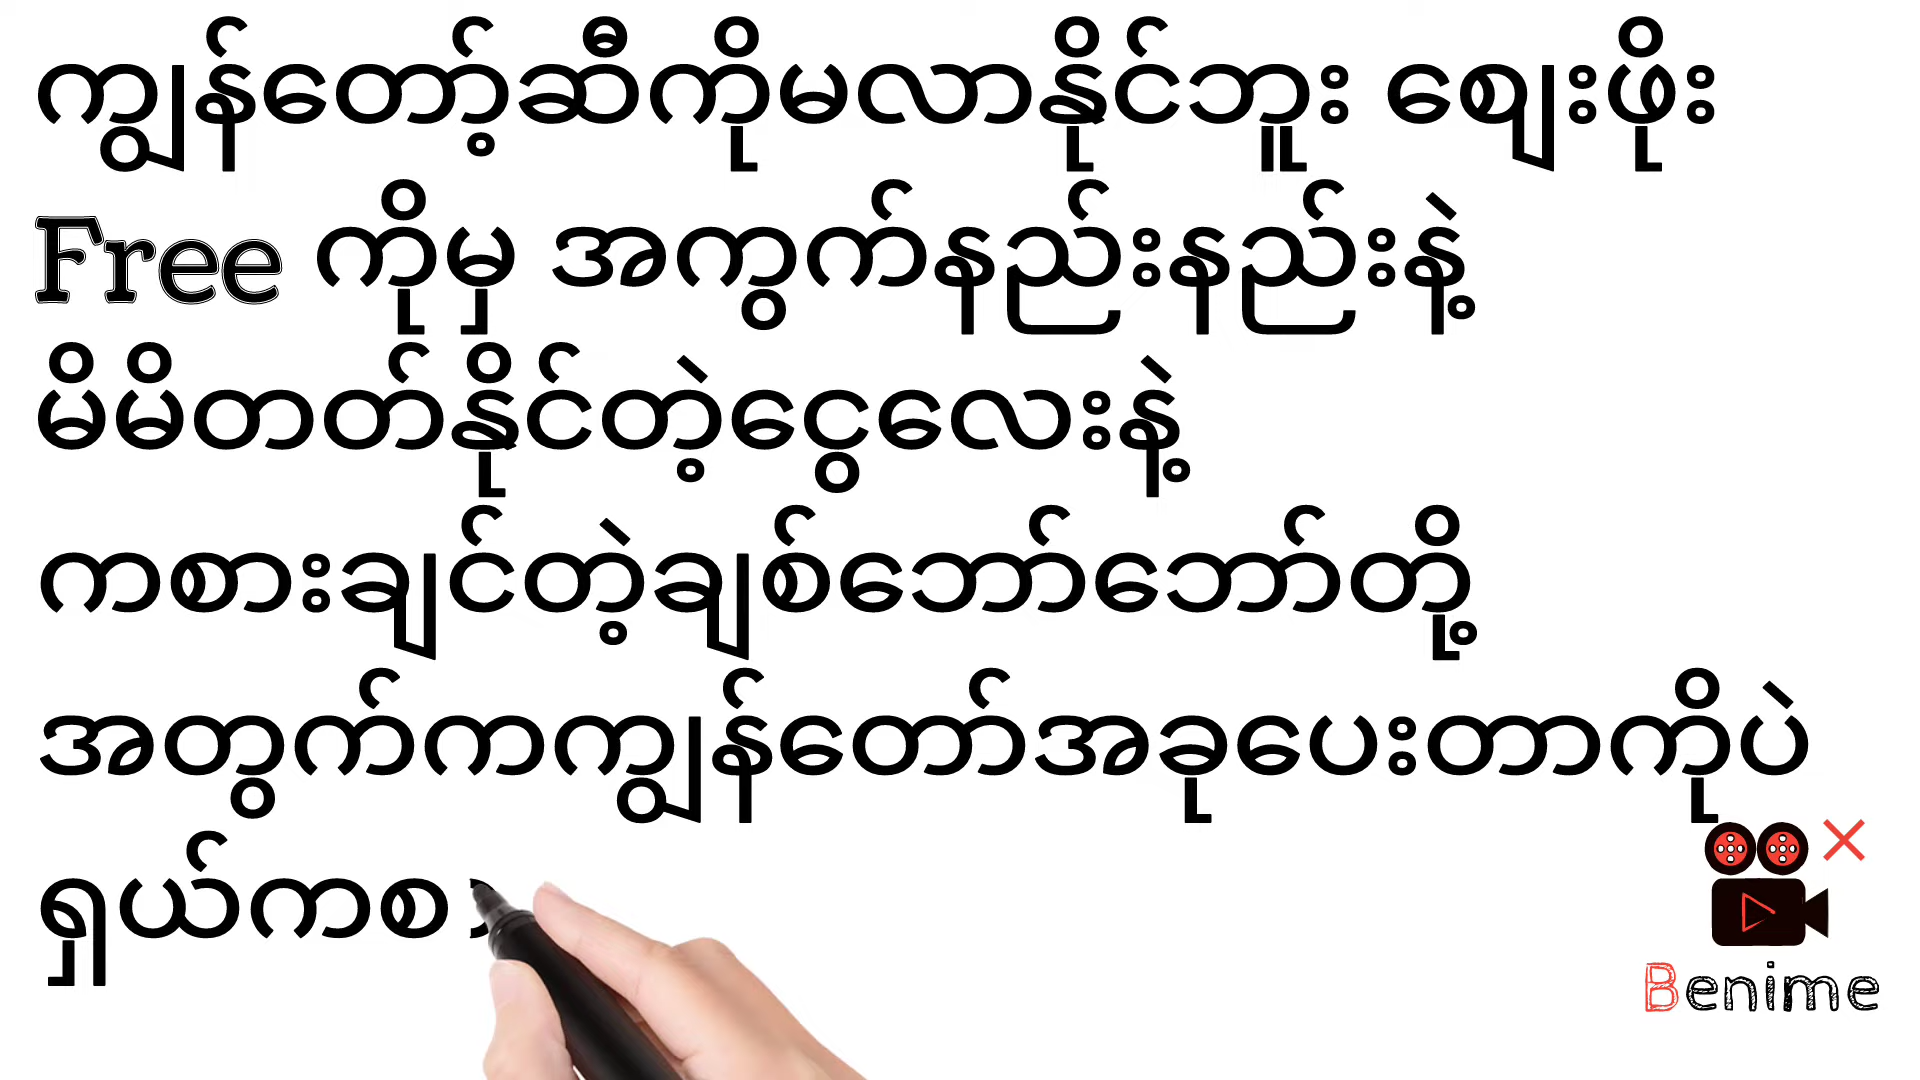 ကျွန်တော့်ဆီကိုမလာနိုင်ဘူး ဈေးဖိုး
Free ကိုမှ အကွက်နည်းနည်းနဲ့
မိမိတတ်နိုင်တဲ့ငွေလေးနဲ့
ကစားချင်တဲ့ချစ်ဘော်ဘော်တို့
အတွက်ကကျွန်တော်အခုပေးတာကိုပဲ
ရှယ်ကစ
Benime